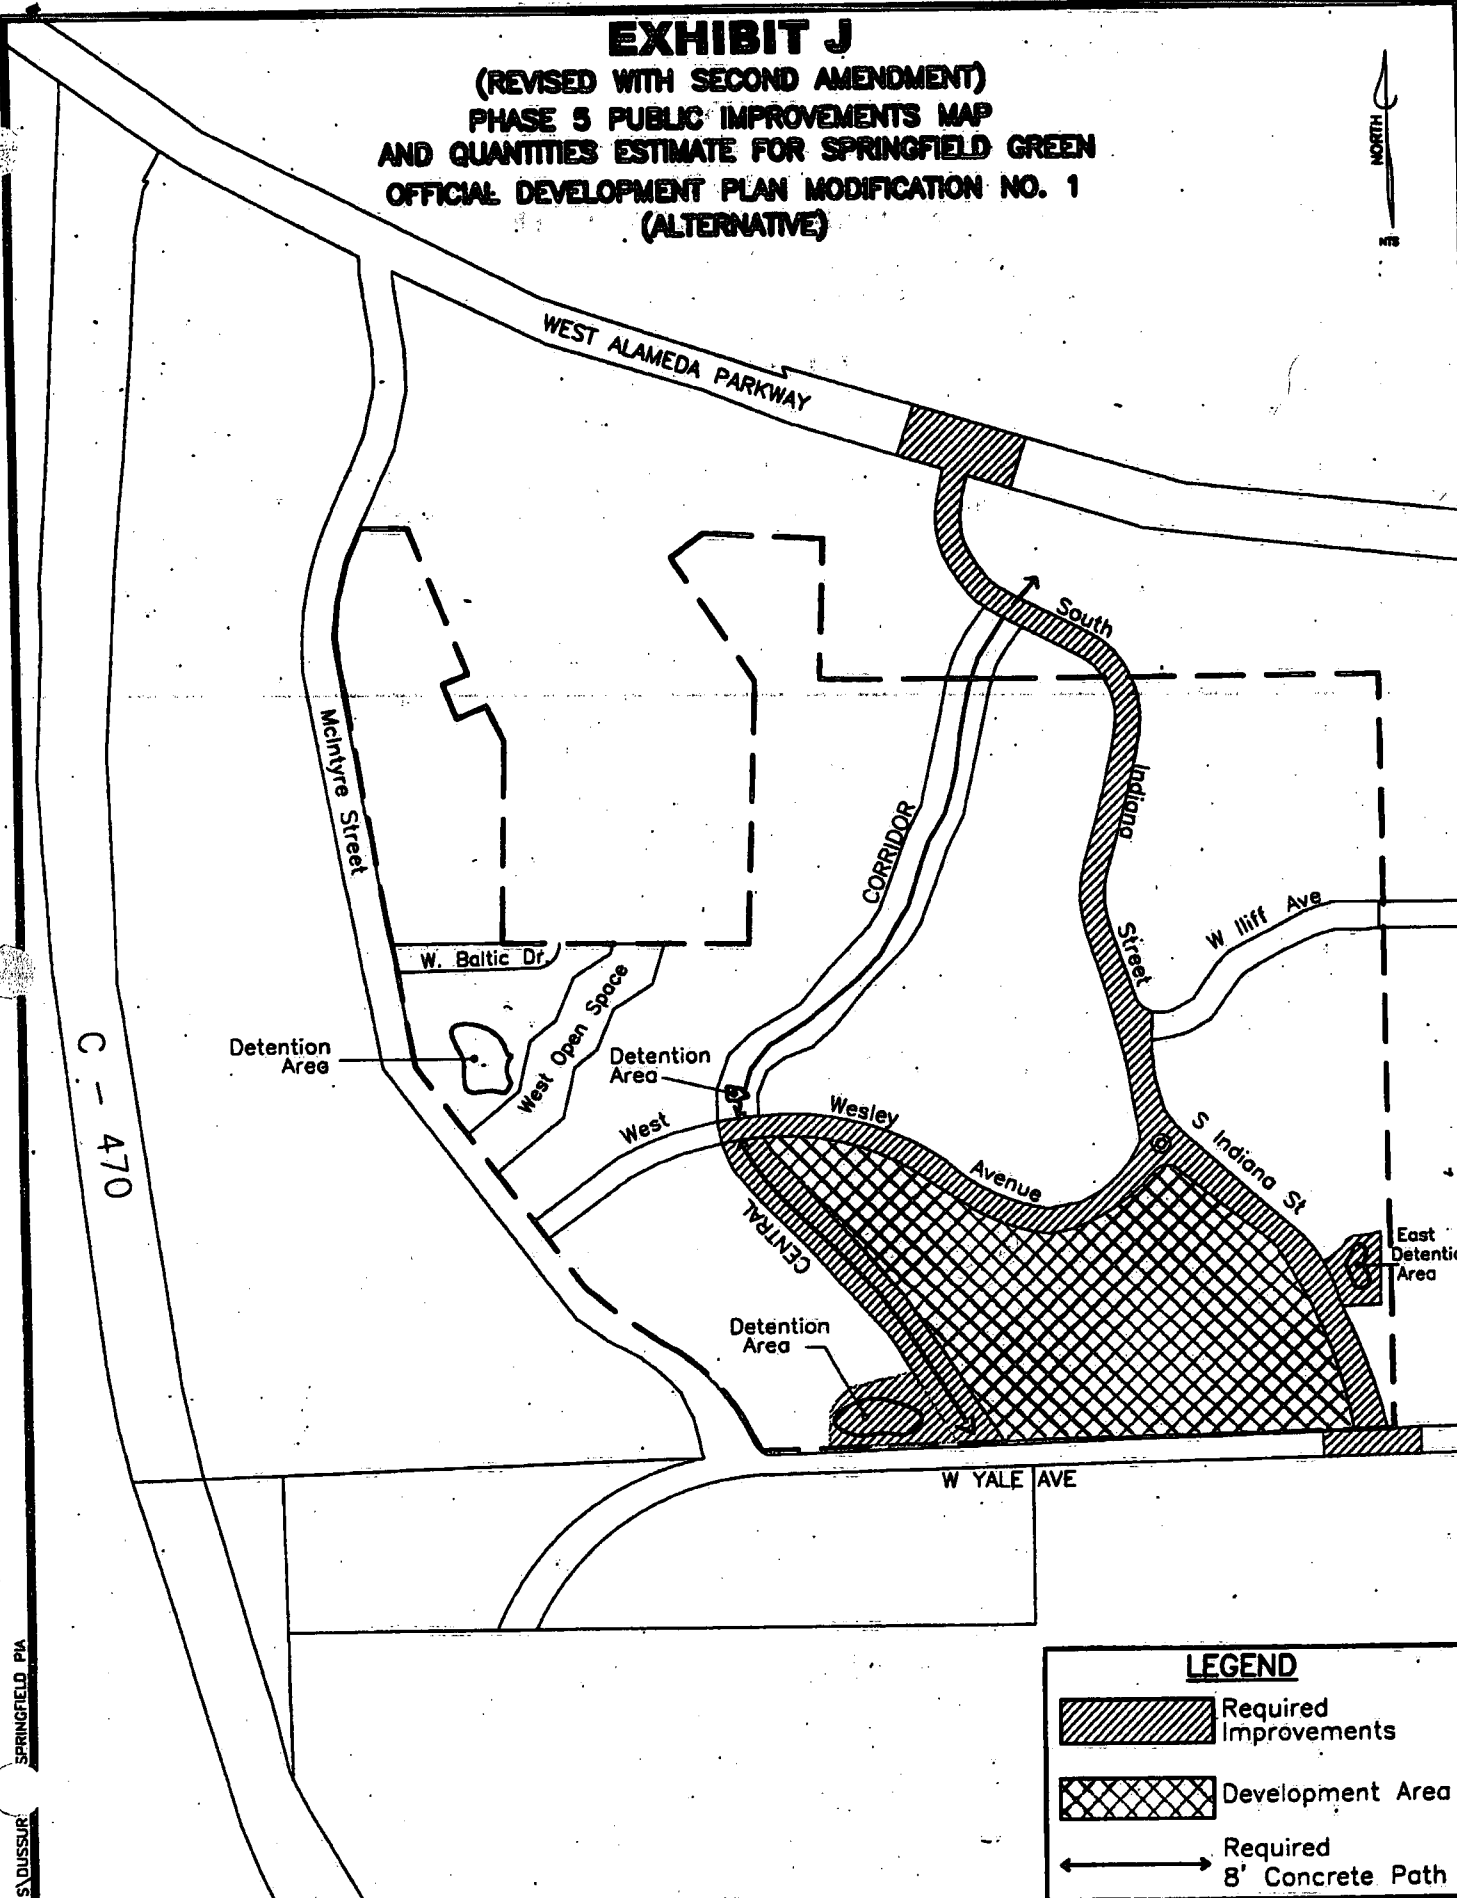 EXHIBIT J
(REVISED WITH SECOND AMENDMENT)
PHASE 5 PUBLIC IMPROVEMENTS MAP
AND QUANTITIES ESTIMATE FOR SPRINGFIELD GREEN
OFFICIAL DEVELOPMENT PLAN MODIFICATION NO. 1
(ALTERNATIVE)
NORTH
NTS
WEST ALAMEDA PARKWAY
South
Indiana
Street
McIntyre Street
CORRIDOR
W Iliff Ave
W. Baltic Dr.
West Open Space
Detention
Area
Detention
Area
C - 470
West
Wesley
Avenue
S Indiana St
CENTRAL
East
Detentio
Area
Detention
Area
W YALE AVE
LEGEND
Required
Improvements
Development Area
Required
8' Concrete Path
SPRINGFIELD PIA
S\DUSSUR